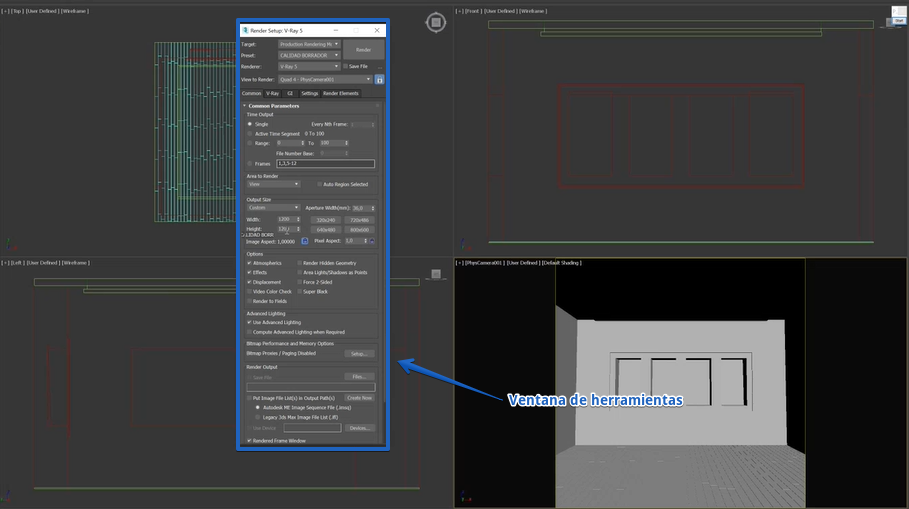 [+] [Top ] [User Defined ] [Wireframe ]
Render Setup: V-Ray 5
Target: Production Rendering Mo
Preset: CALIDAD-BORRADOR
Render
Renderer: V-Ray 5
Save File
View to Render: Quad 4 - PhysCamera001
Common V-Ray GI Settings Render Elements
Common Parameters
Time Output
Single Every Nth Frame:
Active Time Segment 0 To 100
Range: 0 To 100
File Number Base:
Frames 1,3,5-12
Area to Render
View Auto Region Selected
Output Size
Custom Aperture Width(mm): 36,0
Width: 1300 320x240 720x486
Height: 640x480 800x600
Image Aspect: 1,00000 Pixel Aspect: 1,0
Options
Atmospherics Render Hidden Geometry
Effects Area Lights/Shadows as Points
Displacement Force 2-Sided
Video Color Check Super Black
Render to Fields
Advanced Lighting
Use Advanced Lighting
Compute Advanced Lighting when Required
Bitmap Performance and Memory Options
Bitmap Proxies / Paging Disabled Setup...
Render Output
Save File Files...
Put Image File List(s) in Output Path(s) Create Now
Autodesk ME Image Sequence File (.imsq)
Legacy 3ds Max Image File List (.ifl)
Use Device Devices...
Rendered Frame Window
[+] [Front ] [User Defined ] [Wireframe ]
[+] [Left ] [User Defined ] [Wireframe ]
[+] [PhysCamera001 ] [User Defined ] [Default Shading ]
Ventana de herramientas